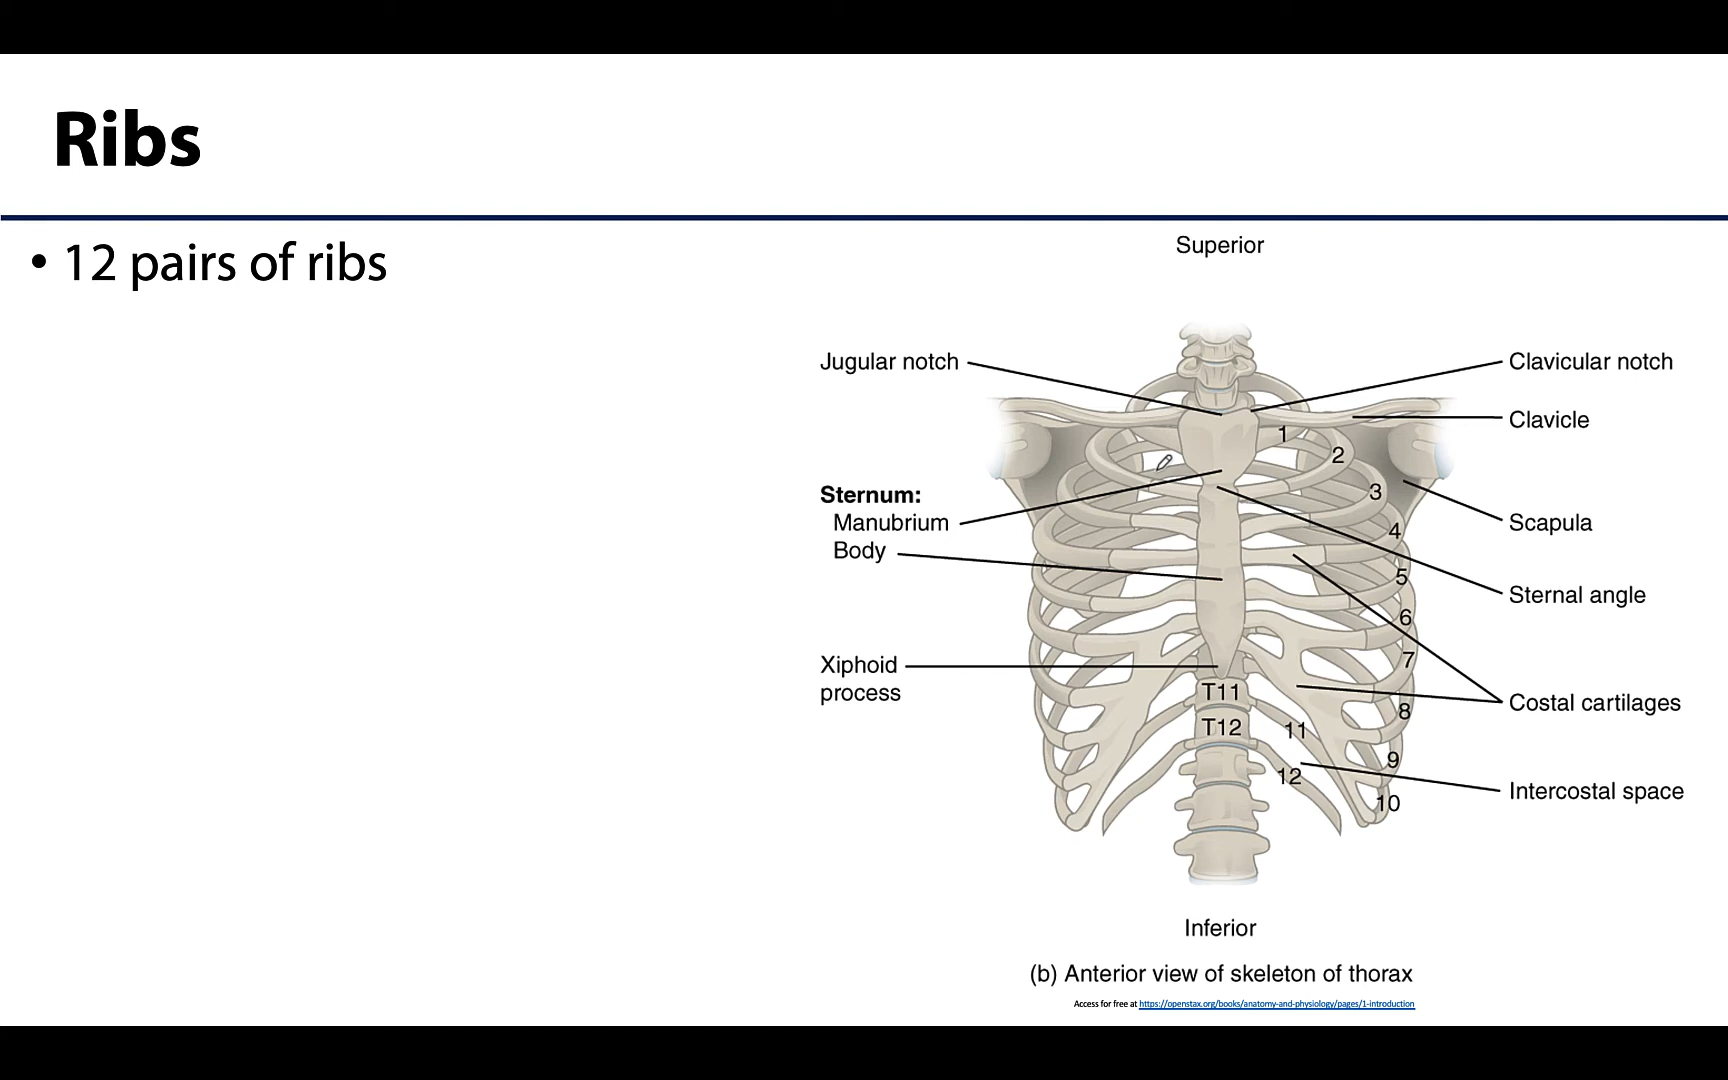 Ribs
• 12 pairs of ribs
Superior
Jugular notch
Clavicular notch
Clavicle
1
2
3
Sternum:
Manubrium
Body
4
Scapula
5
Sternal angle
6
7
Xiphoid
process
T11
T12
11
8
Costal cartilages
9
12
10
Intercostal space
Inferior
(b) Anterior view of skeleton of thorax
Access for free at https://openstax.org/books/anatomy-and-physiology/pages/1-introduction